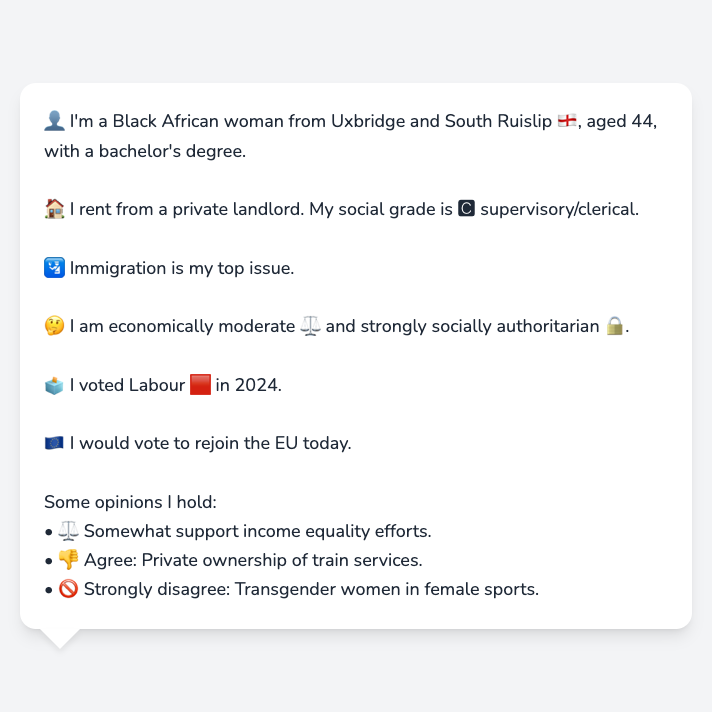 👤 I'm a Black African woman from Uxbridge and South Ruislip 🏴󠁧󠁢󠁥󠁮󠁧󠁿, aged 44,
with a bachelor's degree.
🏠 I rent from a private landlord. My social grade is 🅲 supervisory/clerical.
🛂 Immigration is my top issue.
🤔 I am economically moderate ⚖️ and strongly socially authoritarian 🔒.
🗳️ I voted Labour 🟥 in 2024.
🇪🇺 I would vote to rejoin the EU today.
Some opinions I hold:
• ⚖️ Somewhat support income equality efforts.
• 👎 Agree: Private ownership of train services.
• 🚫 Strongly disagree: Transgender women in female sports.